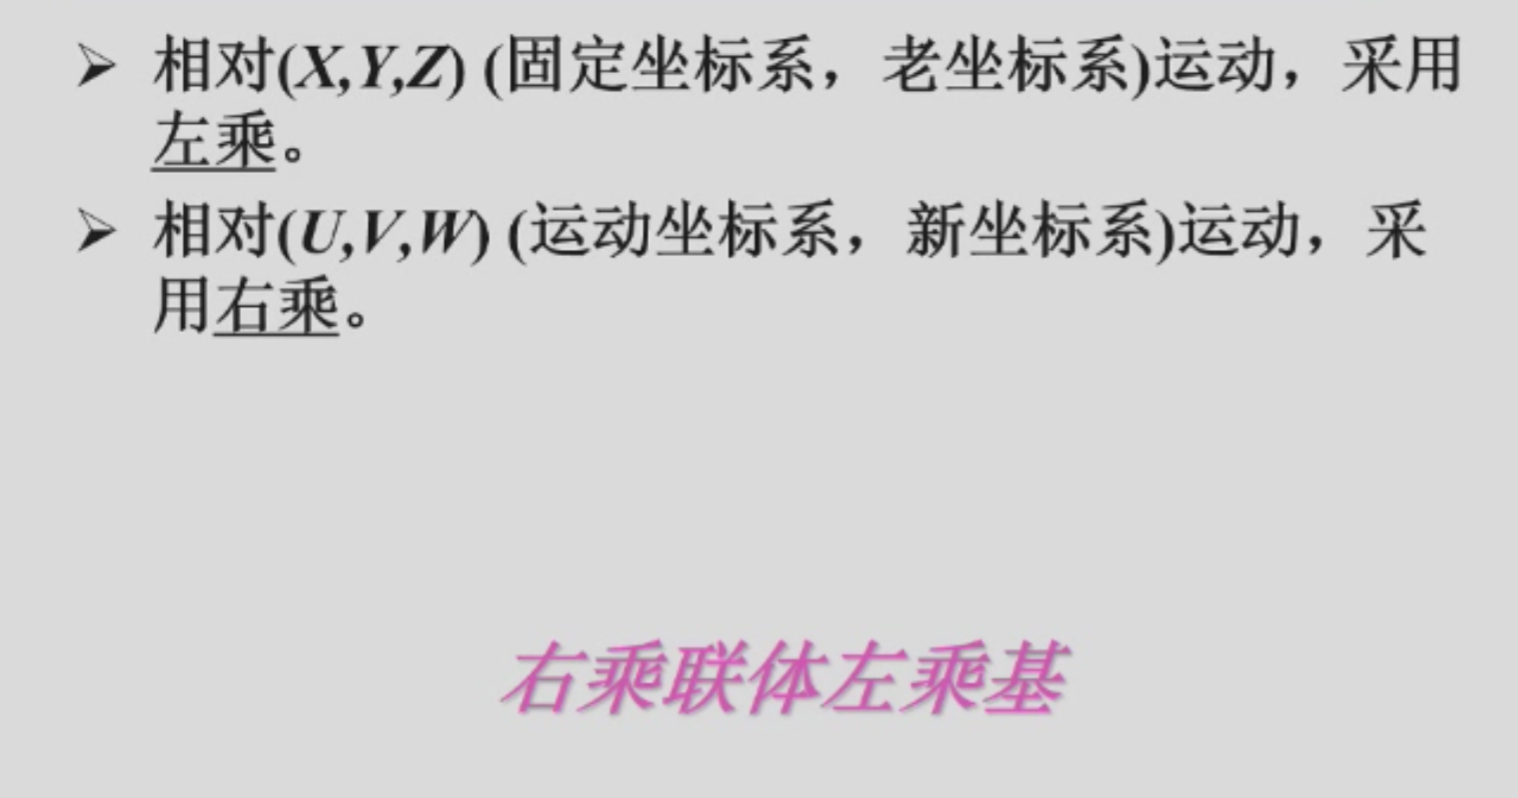 ➢ 相对(X,Y,Z) (固定坐标系，老坐标系)运动，采用
左乘。
➢ 相对(U,V,W) (运动坐标系，新坐标系)运动，采
用右乘。
右乘联体左乘基